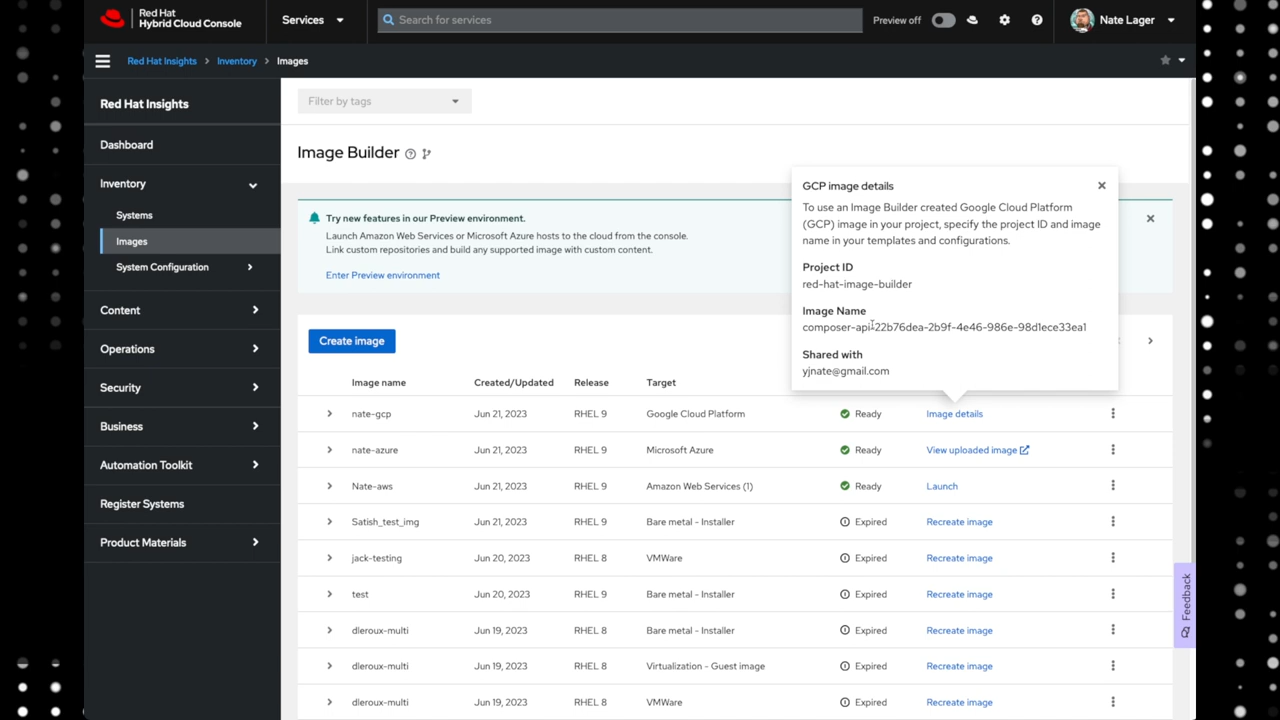 Red Hat
Hybrid Cloud Console
Services
Search for services
Preview off
Nate Lager
Red Hat Insights > Inventory > Images
Red Hat Insights
Dashboard
Inventory
Systems
Images
System Configuration
Content
Operations
Security
Business
Automation Toolkit
Register Systems
Product Materials
Filter by tags
Image Builder
Try new features in our Preview environment.
Launch Amazon Web Services or Microsoft Azure hosts to the cloud from the console.
Link custom repositories and build any supported image with custom content.
Enter Preview environment
GCP image details
To use an Image Builder created Google Cloud Platform
(GCP) image in your project, specify the project ID and image
name in your templates and configurations.
Project ID
red-hat-image-builder
Image Name
composer-api-22b76dea-2b9f-4e46-986e-98d1ece33ea1
Shared with
yjnate@gmail.com
Create image
Image name Created/Updated Release Target
nate-gcp Jun 21, 2023 RHEL 9 Google Cloud Platform Ready Image details
nate-azure Jun 21, 2023 RHEL 9 Microsoft Azure Ready View uploaded image
Nate-aws Jun 21, 2023 RHEL 9 Amazon Web Services (1) Ready Launch
Satish_test_img Jun 21, 2023 RHEL 9 Bare metal - Installer Expired Recreate image
jack-testing Jun 20, 2023 RHEL 8 VMWare Expired Recreate image
test Jun 20, 2023 RHEL 9 Bare metal - Installer Expired Recreate image
dleroux-multi Jun 19, 2023 RHEL 8 Bare metal - Installer Expired Recreate image
dleroux-multi Jun 19, 2023 RHEL 8 Virtualization - Guest image Expired Recreate image
dleroux-multi Jun 19, 2023 RHEL 8 VMWare Expired Recreate image
Feedback